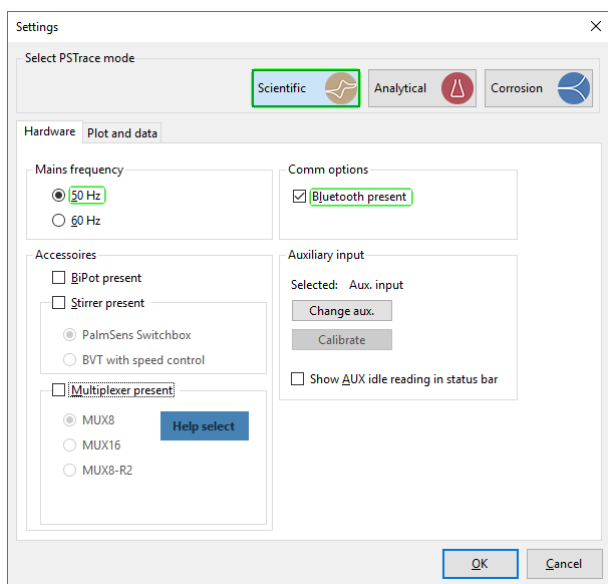 Settings
Select PSTrace mode
Scientific
Analytical
Corrosion
Hardware
Plot and data
Mains frequency
50 Hz
60 Hz
Comm options
Bluetooth present
Accessoires
BiPot present
Stirrer present
PalmSens Switchbox
BVT with speed control
Multiplexer present
MUX8
MUX16
MUX8-R2
Help select
Auxiliary input
Selected: Aux. input
Change aux.
Calibrate
Show AUX idle reading in status bar
OK
Cancel